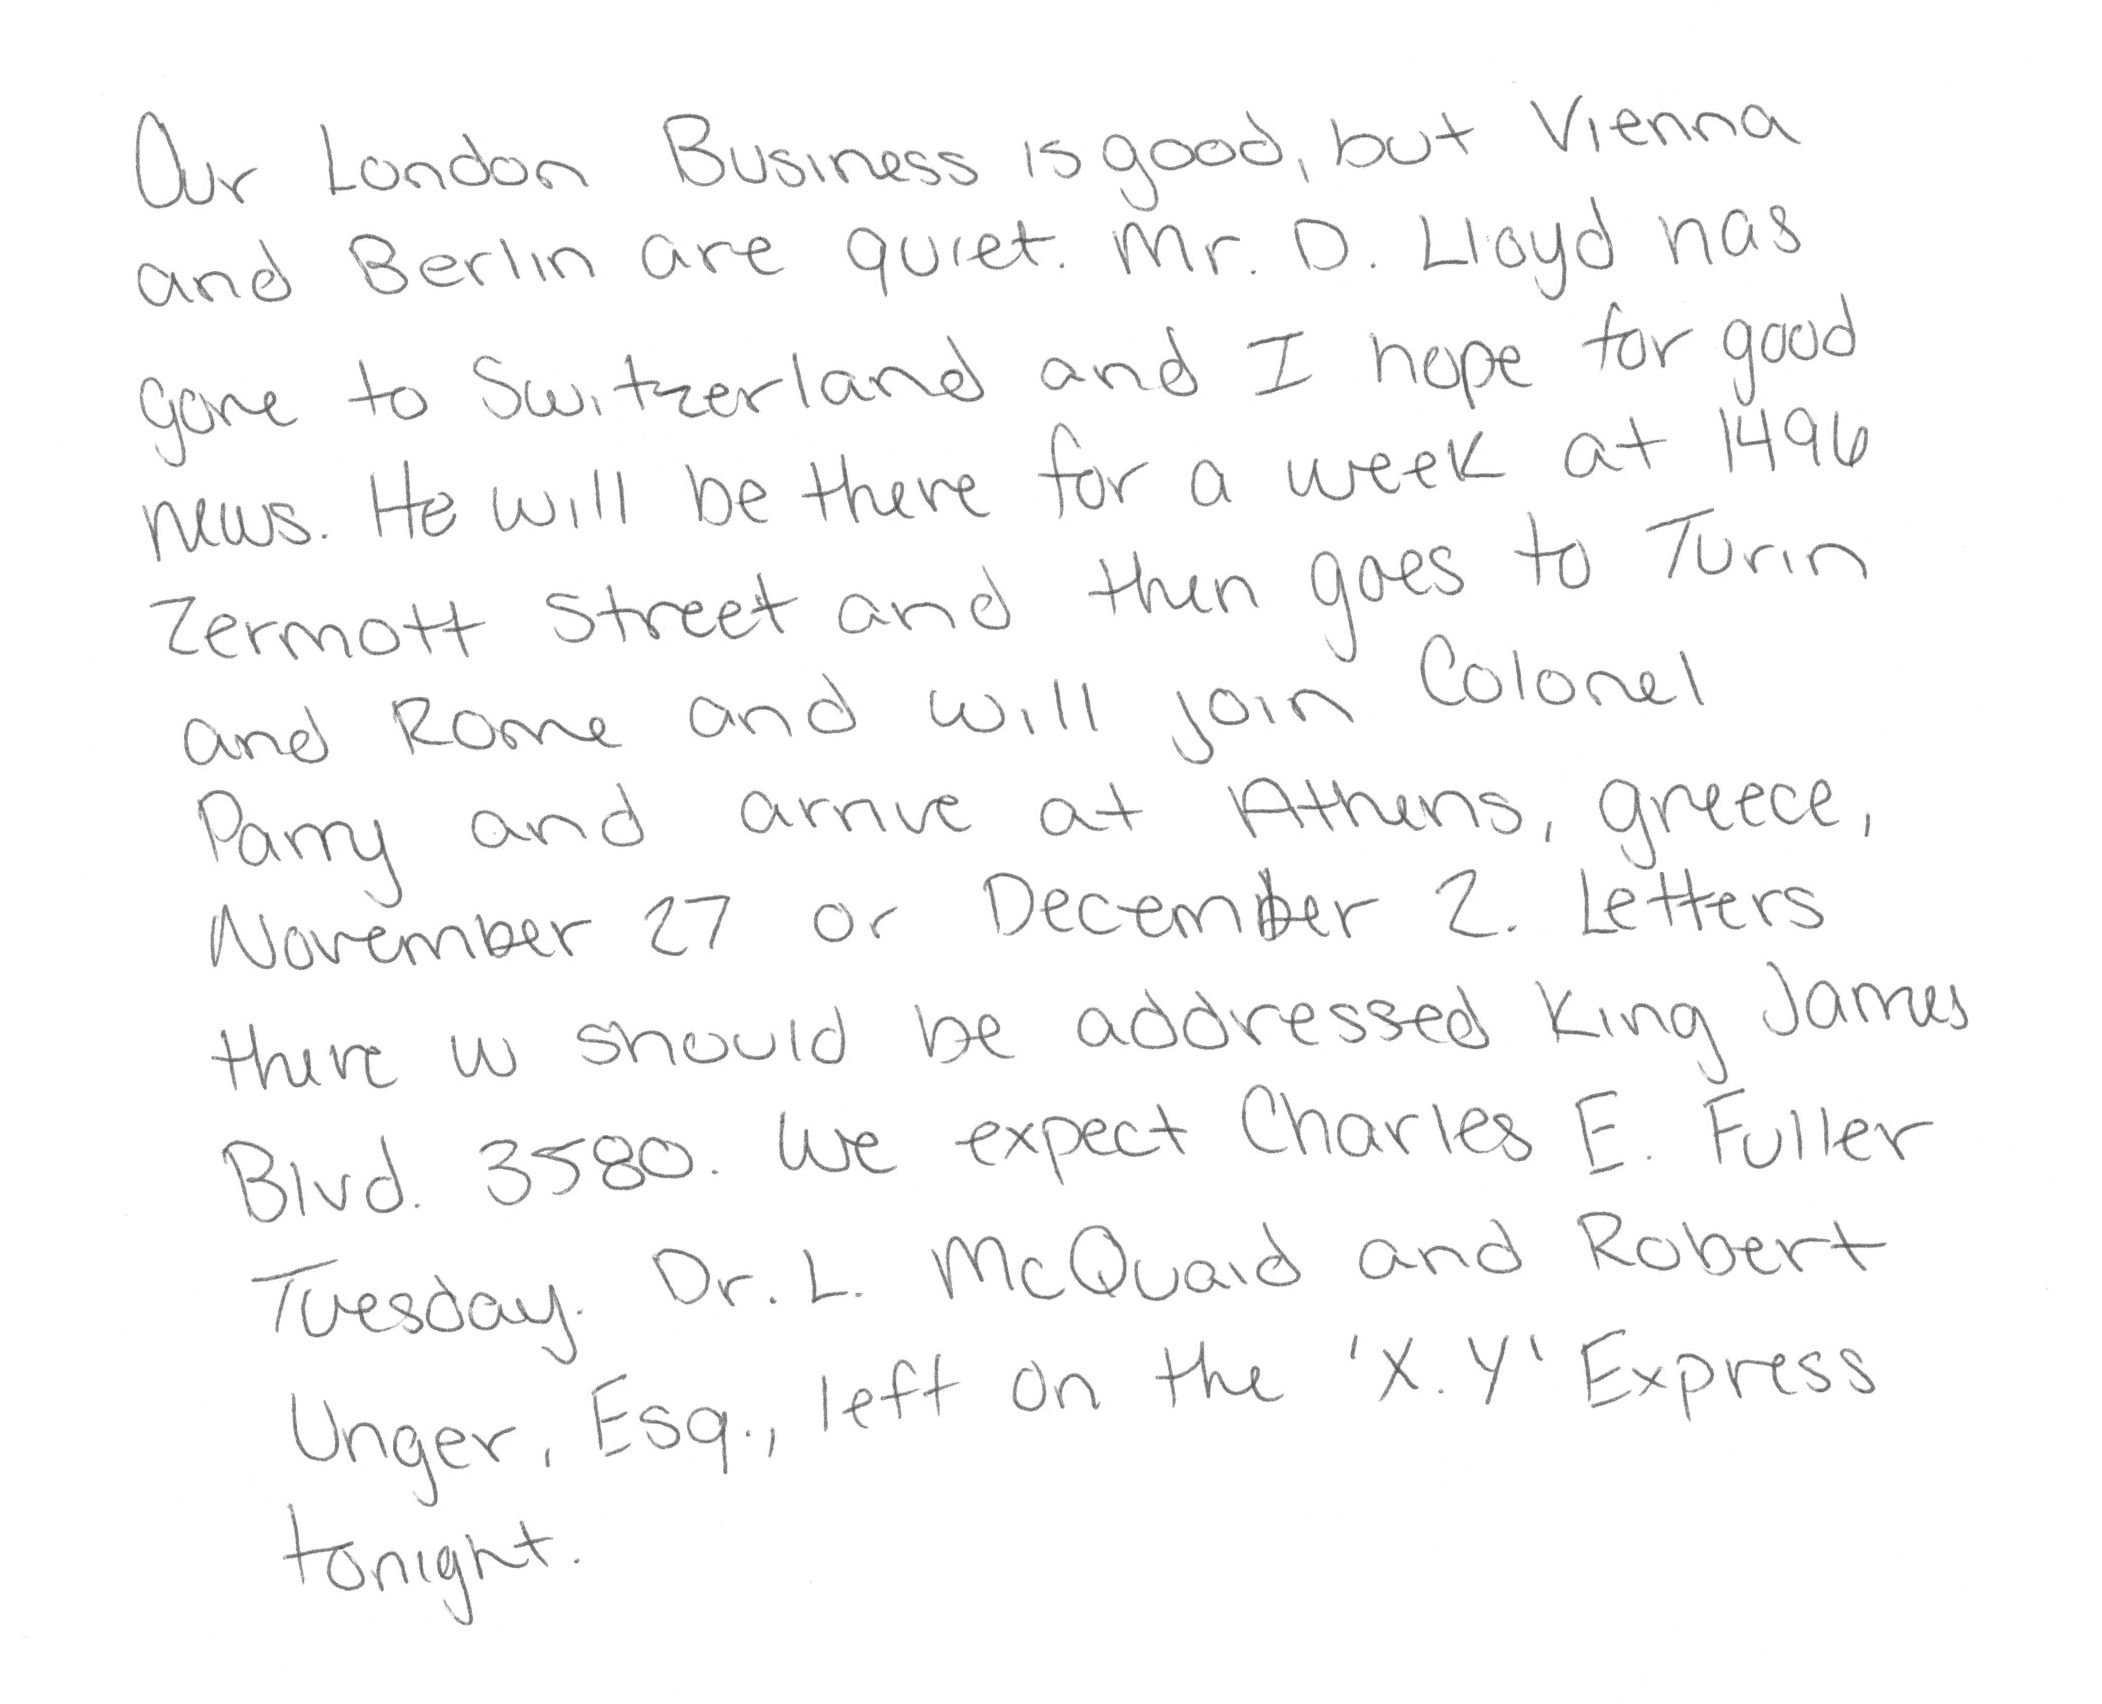 Our London Business is good, but Vienna
and Berlin are quiet. Mr. D. Lloyd has
gone to Switzerland and I hope for good
news. He will be there for a week at 1496
Zermott Street and then goes to Turin
and Rome and will join Colonel
Parry and arrive at Athens, Greece,
November 27 or December 2. Letters
there w should be addressed King James
Blvd. 3580. We expect Charles E. Fuller
Tuesday. Dr. L. McQuaid and Robert
Unger, Esq., left on the 'X.Y' Express
tonight.